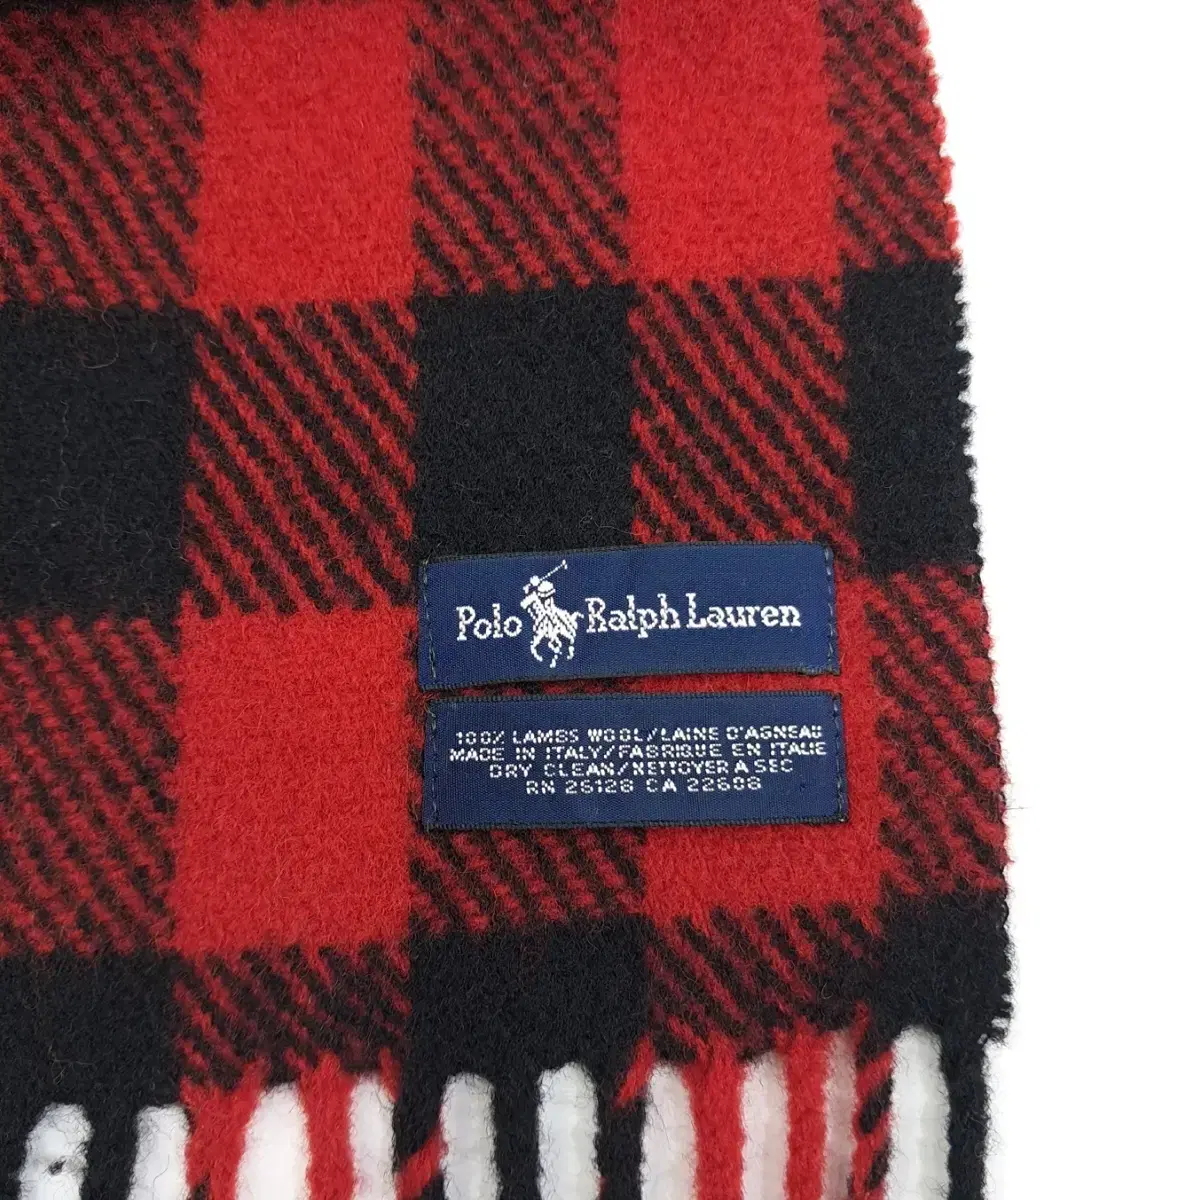 Polo Ralph Lauren
100% LAMBS WOOL/LAINE D'AGNEAU
MADE IN ITALY/FABRIQUE EN ITALIE
DRY CLEAN/NETTOYER A SEC
RN 26128 CA 22608